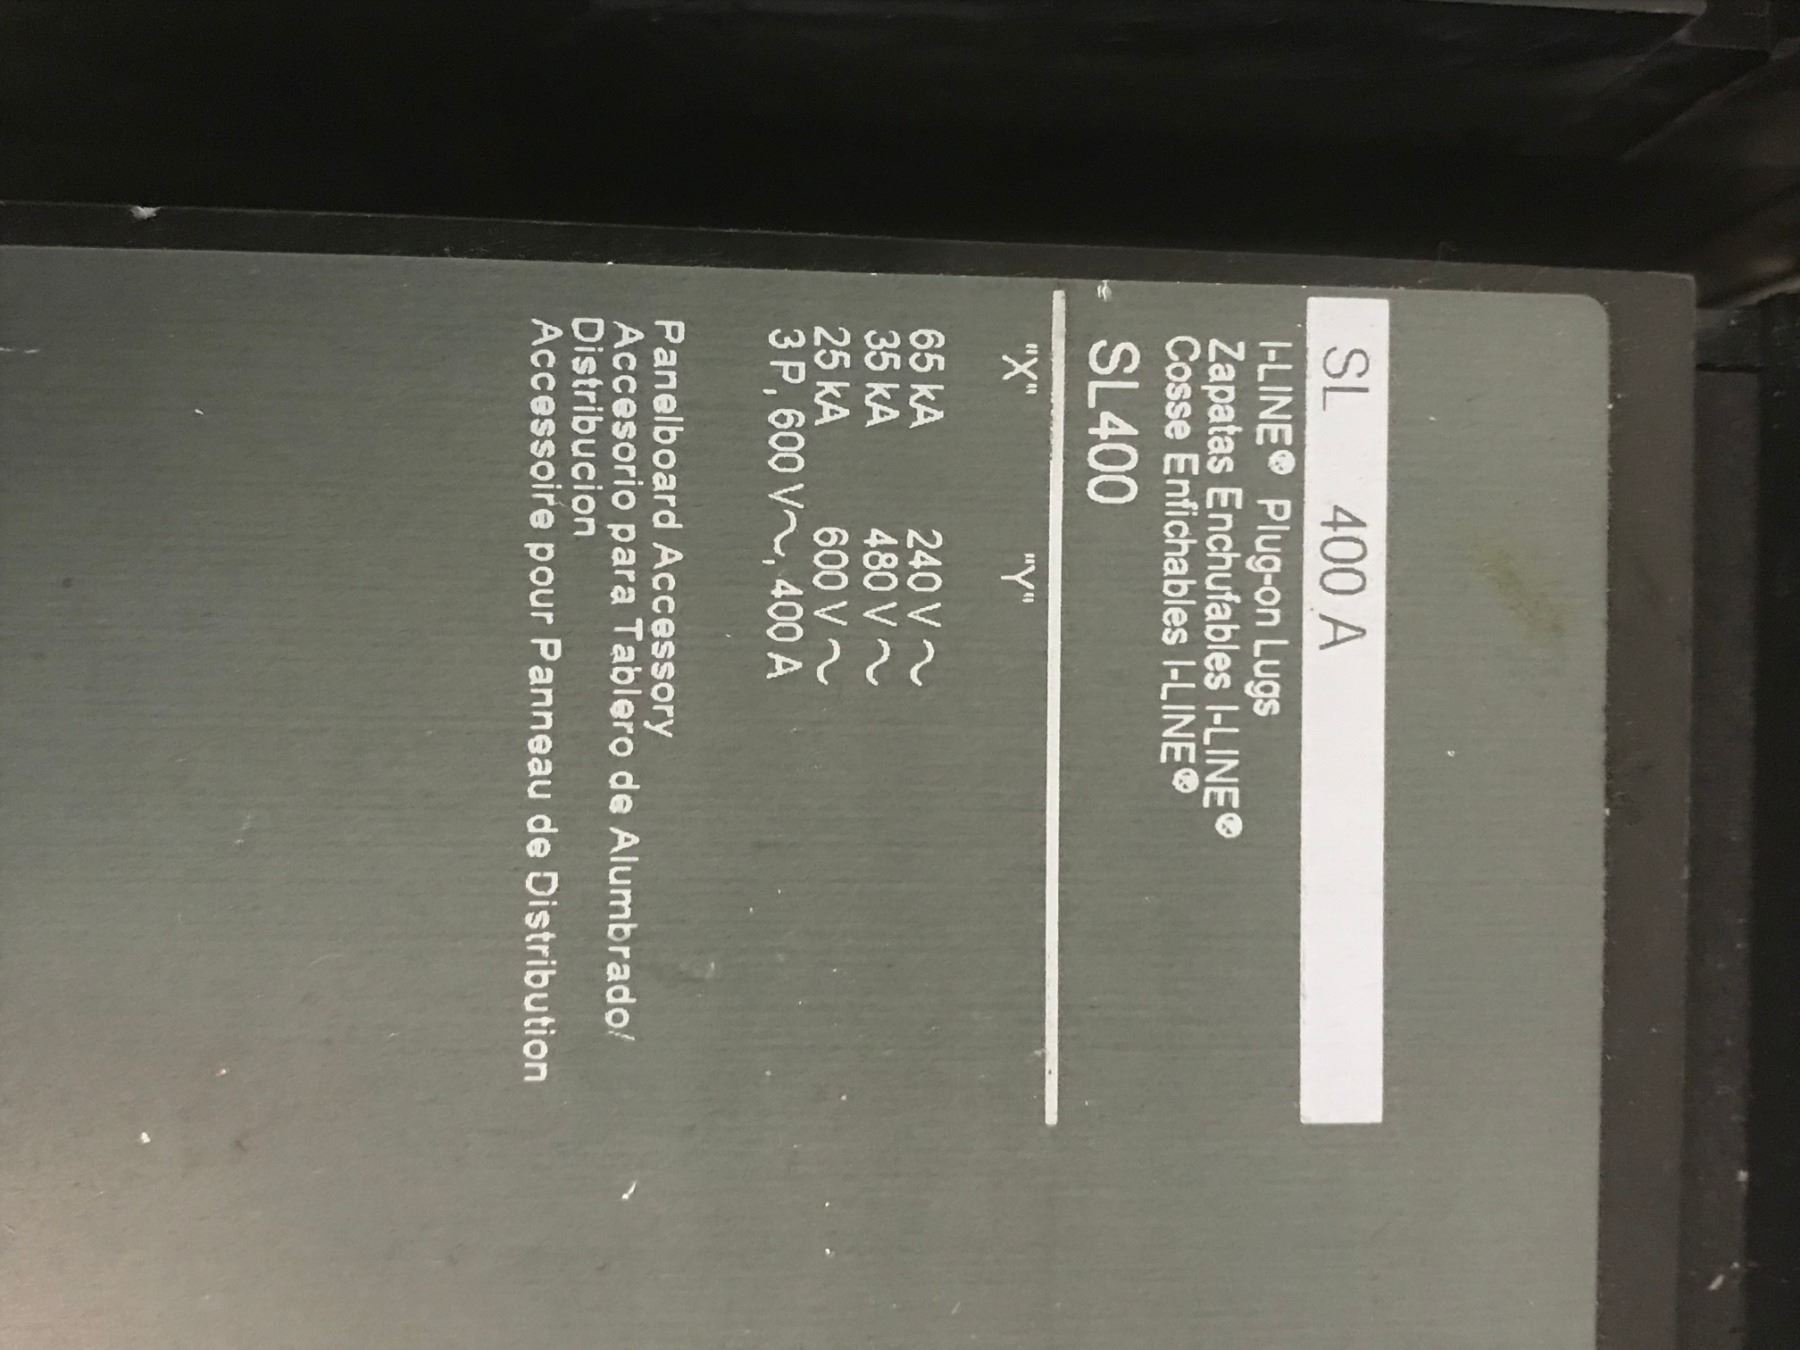 SL 400 A
I-LINE® Plug-on Lugs
Zapatas Enchufables I-LINE®
Cosse Enfichables I-LINE®
SL400
"X" "Y"
65 kA 240 V ~
35 kA 480 V ~
25 kA 600 V ~
3 P, 600 V~, 400 A
Panelboard Accessory
Accesorio para Tablero de Alumbrado/
Distribucion
Accessoire pour Panneau de Distribution